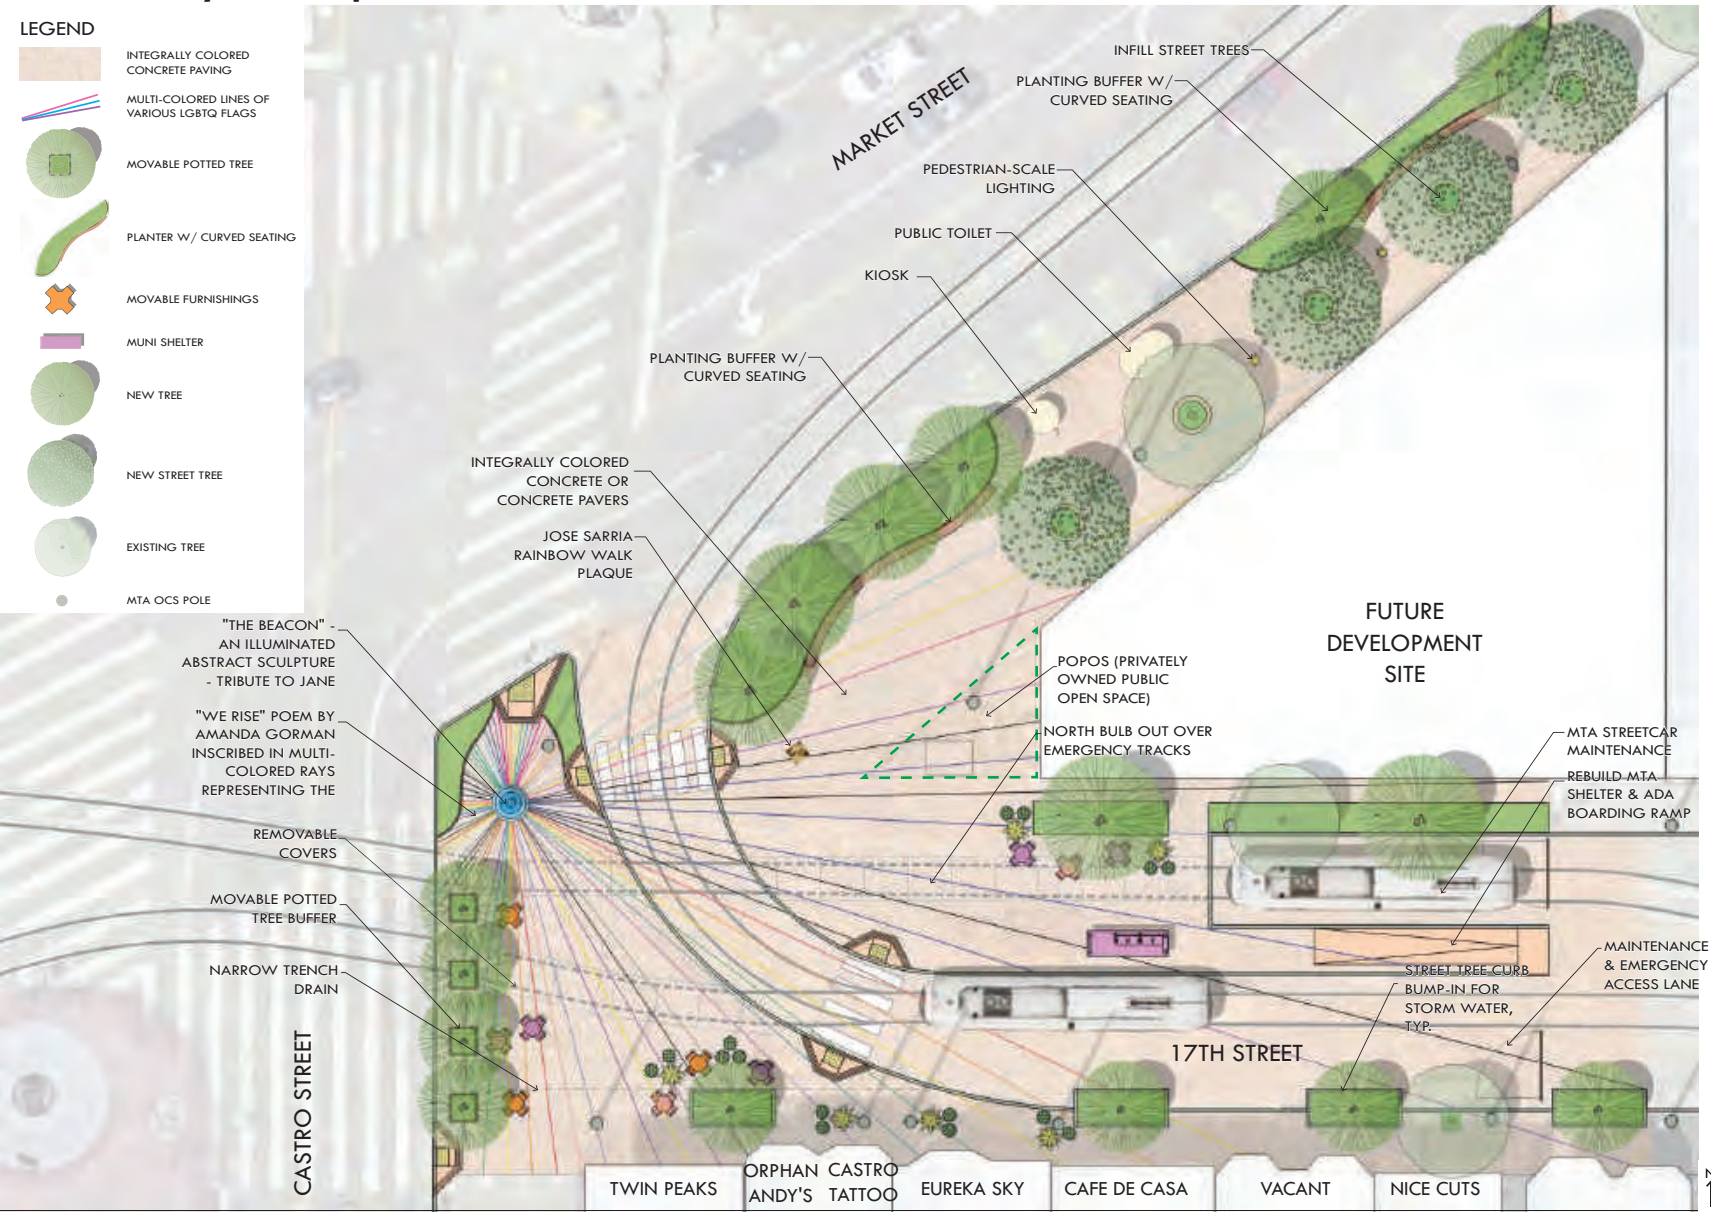 LEGEND
INTEGRALLY COLORED
CONCRETE PAVING
MULTI-COLORED LINES OF
VARIOUS LGBTQ FLAGS
MOVABLE POTTED TREE
PLANTER W/ CURVED SEATING
MOVABLE FURNISHINGS
MUNI SHELTER
NEW TREE
NEW STREET TREE
EXISTING TREE
MTA OCS POLE
MARKET STREET
INFILL STREET TREES
PLANTING BUFFER W/
CURVED SEATING
PEDESTRIAN-SCALE
LIGHTING
PUBLIC TOILET
KIOSK
PLANTING BUFFER W/
CURVED SEATING
INTEGRALLY COLORED
CONCRETE OR
CONCRETE PAVERS
JOSE SARRIA
RAINBOW WALK
PLAQUE
"THE BEACON" -
AN ILLUMINATED
ABSTRACT SCULPTURE
- TRIBUTE TO JANE
"WE RISE" POEM BY
AMANDA GORMAN
INSCRIBED IN MULTI-
COLORED RAYS
REPRESENTING THE
REMOVABLE
COVERS
MOVABLE POTTED
TREE BUFFER
NARROW TRENCH
DRAIN
CASTRO STREET
FUTURE
DEVELOPMENT
SITE
POPOS (PRIVATELY
OWNED PUBLIC
OPEN SPACE)
NORTH BULB OUT OVER
EMERGENCY TRACKS
MTA STREETCAR
MAINTENANCE
REBUILD MTA
SHELTER & ADA
BOARDING RAMP
MAINTENANCE
& EMERGENCY
ACCESS LANE
STREET TREE CURB
BUMP-IN FOR
STORM WATER,
TYP.
17TH STREET
TWIN PEAKS
ORPHAN
ANDY'S
CASTRO
TATTOO
EUREKA SKY
CAFE DE CASA
VACANT
NICE CUTS